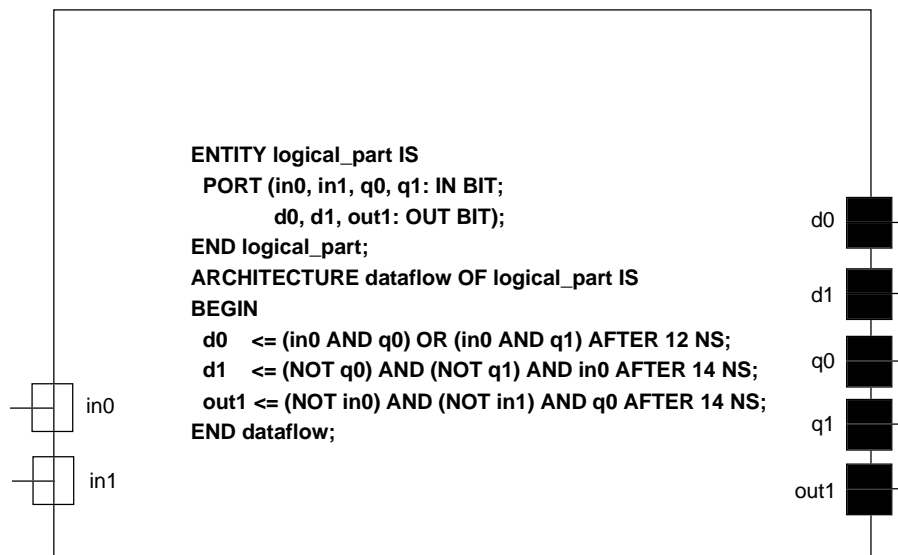 ENTITY logical_part IS
PORT (in0, in1, q0, q1: IN BIT;
d0, d1, out1: OUT BIT);
END logical_part;
ARCHITECTURE dataflow OF logical_part IS
BEGIN
d0 <= (in0 AND q0) OR (in0 AND q1) AFTER 12 NS;
d1 <= (NOT q0) AND (NOT q1) AND in0 AFTER 14 NS;
out1 <= (NOT in0) AND (NOT in1) AND q0 AFTER 14 NS;
END dataflow;
in0
in1
d0
d1
q0
q1
out1